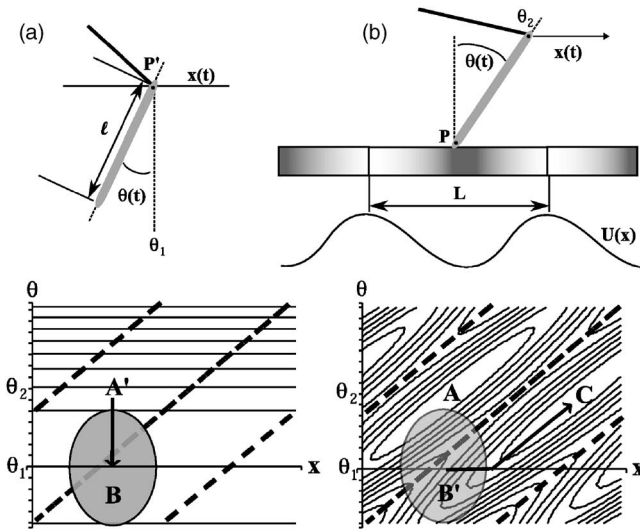 (a)
P'
x(t)
ℓ
θ(t)
θ₁
(b)
θ₂
θ(t)
x(t)
P
L
U(x)
θ
θ₂
A'
θ₁
x
B
θ
θ₂
A
C
θ₁
x
B'